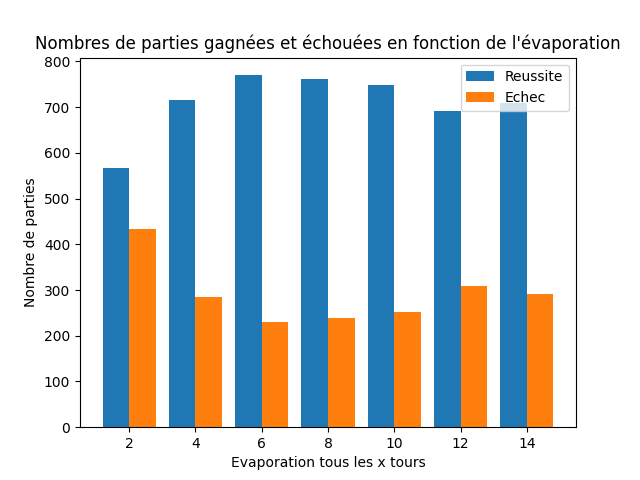 Nombres de parties gagnées et échouées en fonction de l'évaporation
Reussite
Echec
Nombre de parties
800
700
600
500
400
300
200
100
0
2 4 6 8 10 12 14
Evaporation tous les x tours